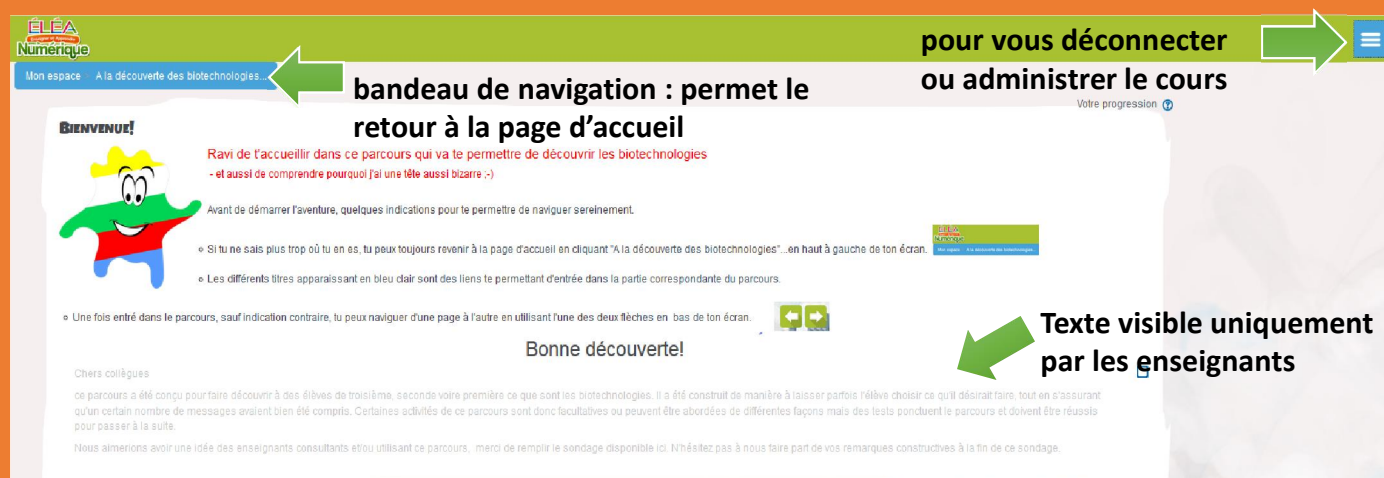 ÉLÉA
Numérique
pour vous déconnecter
ou administrer le cours
Mon espace A la découverte des biotechnologies...
bandeau de navigation : permet le
retour à la page d'accueil
Votre progression
BIENVENUE!
Ravi de t'accueillir dans ce parcours qui va te permettre de découvrir les biotechnologies
- et aussi de comprendre pourquoi j'ai une tête aussi bizarre ;-)
Avant de démarrer l'aventure, quelques indications pour te permettre de naviguer sereinement.
Si tu ne sais plus trop où tu en es, tu peux toujours revenir à la page d'accueil en cliquant "A la découverte des biotechnologies"...en haut à gauche de ton écran.
Les différents titres apparaissant en bleu clair sont des liens te permettant d'entrée dans la partie correspondante du parcours.
Une fois entré dans le parcours, sauf indication contraire, tu peux naviguer d'une page à l'autre en utilisant l'une des deux flèches en bas de ton écran.
Texte visible uniquement
par les enseignants
Bonne découverte!
Chers collègues
ce parcours a été conçu pour faire découvrir à des élèves de troisième, seconde voire première ce que sont les biotechnologies. Il a été construit de manière à laisser parfois l'élève choisir ce qu'il désirait faire, tout en s'assurant
qu'un certain nombre de messages avaient bien été compris. Certaines activités de ce parcours sont donc facultatives ou peuvent être abordées de différentes façons mais des tests ponctuent le parcours et doivent être réussis
pour passer à la suite.
Nous aimerions avoir une idée des enseignants consultants et/ou utilisant ce parcours, merci de remplir le sondage disponible ici. N'hésitez pas à nous faire part de vos remarques constructives à la fin de ce sondage.